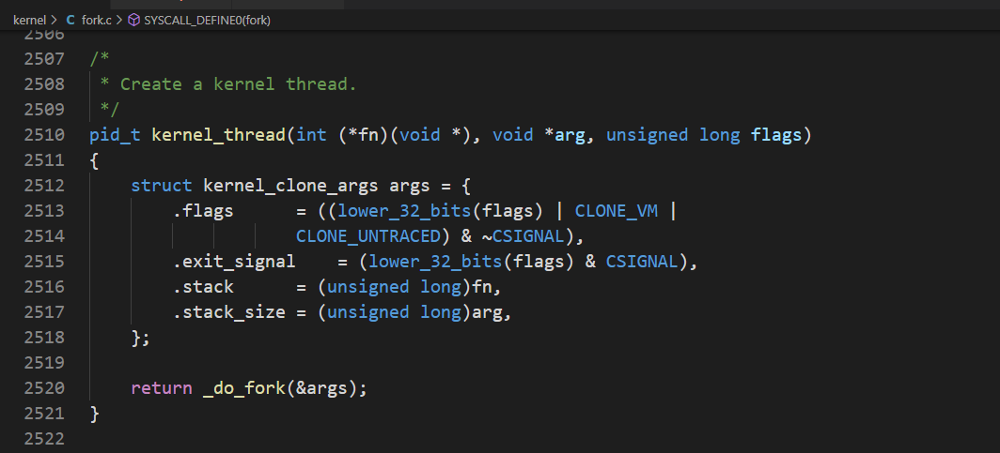 kernel > C fork.c > SYSCALL_DEFINE0(fork)
2506
2507 /*
2508 * Create a kernel thread.
2509 */
2510 pid_t kernel_thread(int (*fn)(void *), void *arg, unsigned long flags)
2511 {
2512 struct kernel_clone_args args = {
2513 .flags = ((lower_32_bits(flags) | CLONE_VM |
2514 CLONE_UNTRACED) & ~CSIGNAL),
2515 .exit_signal = (lower_32_bits(flags) & CSIGNAL),
2516 .stack = (unsigned long)fn,
2517 .stack_size = (unsigned long)arg,
2518 };
2519
2520 return _do_fork(&args);
2521 }
2522